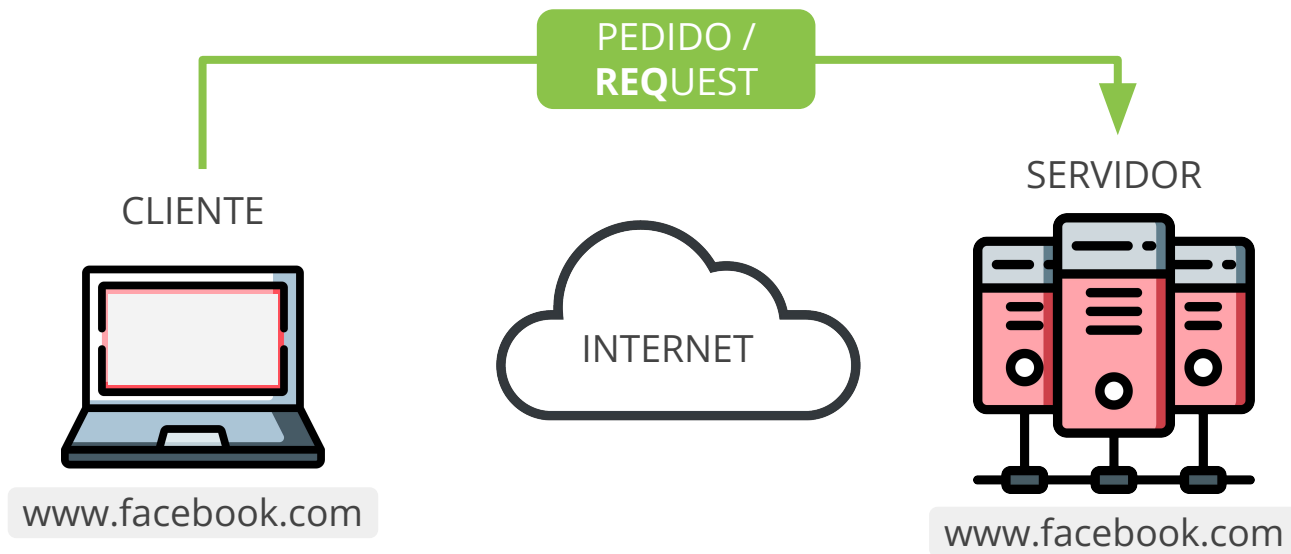 PEDIDO /
REQUEST
CLIENTE
SERVIDOR
INTERNET
www.facebook.com
www.facebook.com